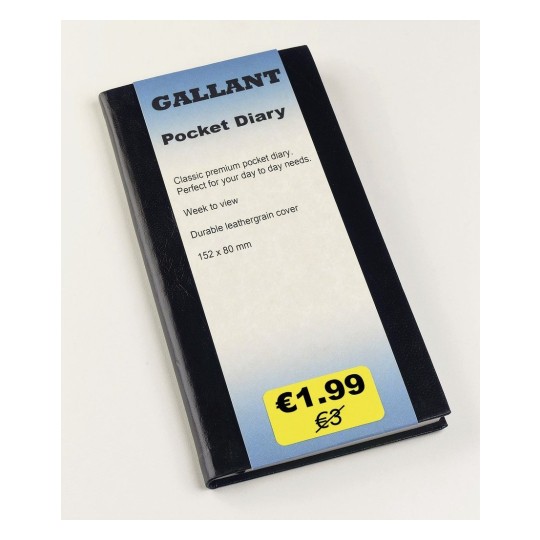 GALLANT
Pocket Diary
Classic premium pocket diary.
Perfect for your day to day needs.
Week to view
Durable leathergrain cover
152 x 80 mm
€1.99
€3